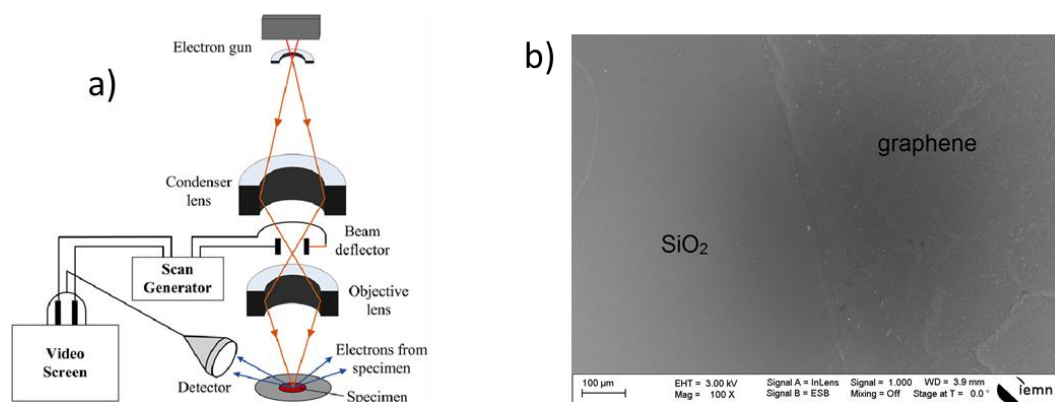 a)
Electron gun
Condenser
lens
Beam
deflector
Scan
Generator
Objective
lens
Video
Screen
Detector
Electrons from
specimen
Specimen
b)
graphene
SiO₂
100 µm
EHT = 3.00 kV
Mag = 100 X
Signal A = InLens
Signal B = ESB
Signal = 1.000
Mixing = Off
WD = 3.9 mm
Stage at T = 0.0 °
iemn